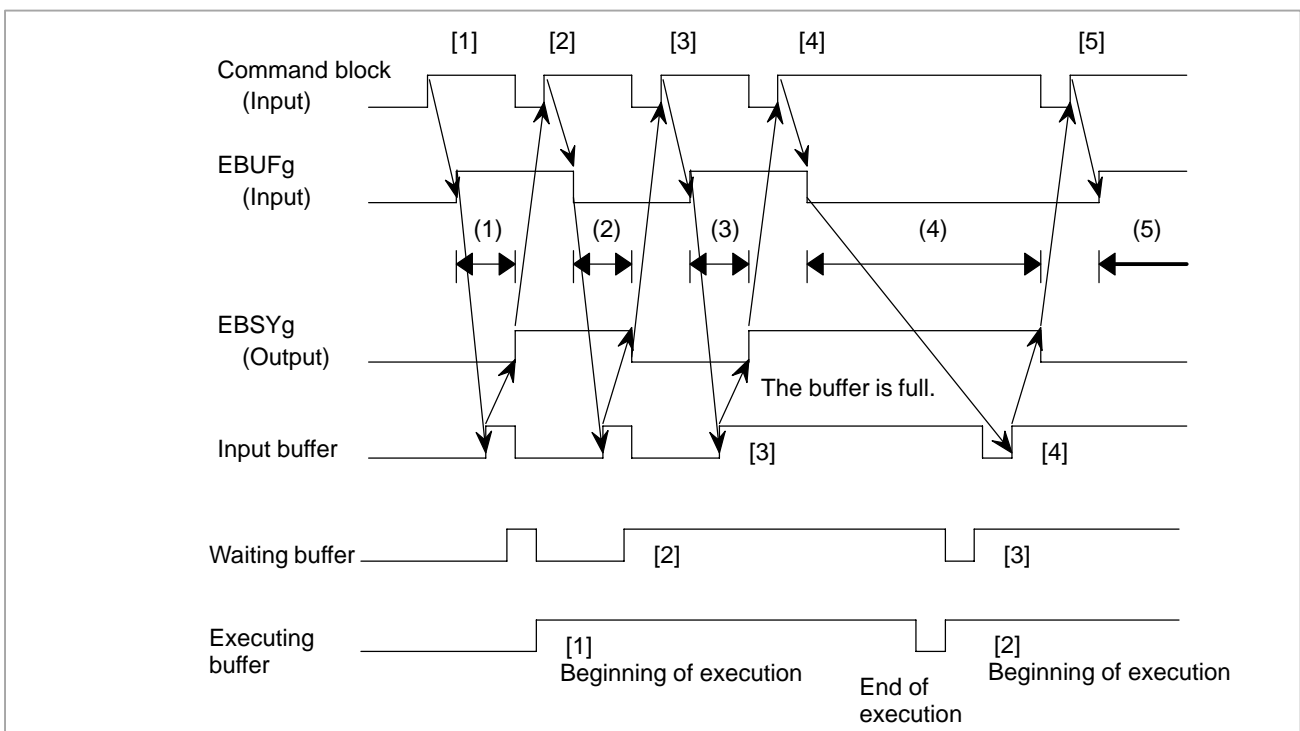 [1] [2] [3] [4] [5]
Command block
(Input)
EBUFg
(Input)
(1) (2) (3) (4) (5)
EBSYg
(Output)
The buffer is full.
Input buffer [3] [4]
Waiting buffer [2] [3]
Executing
buffer
[1] [2]
Beginning of execution Beginning of execution
End of
execution